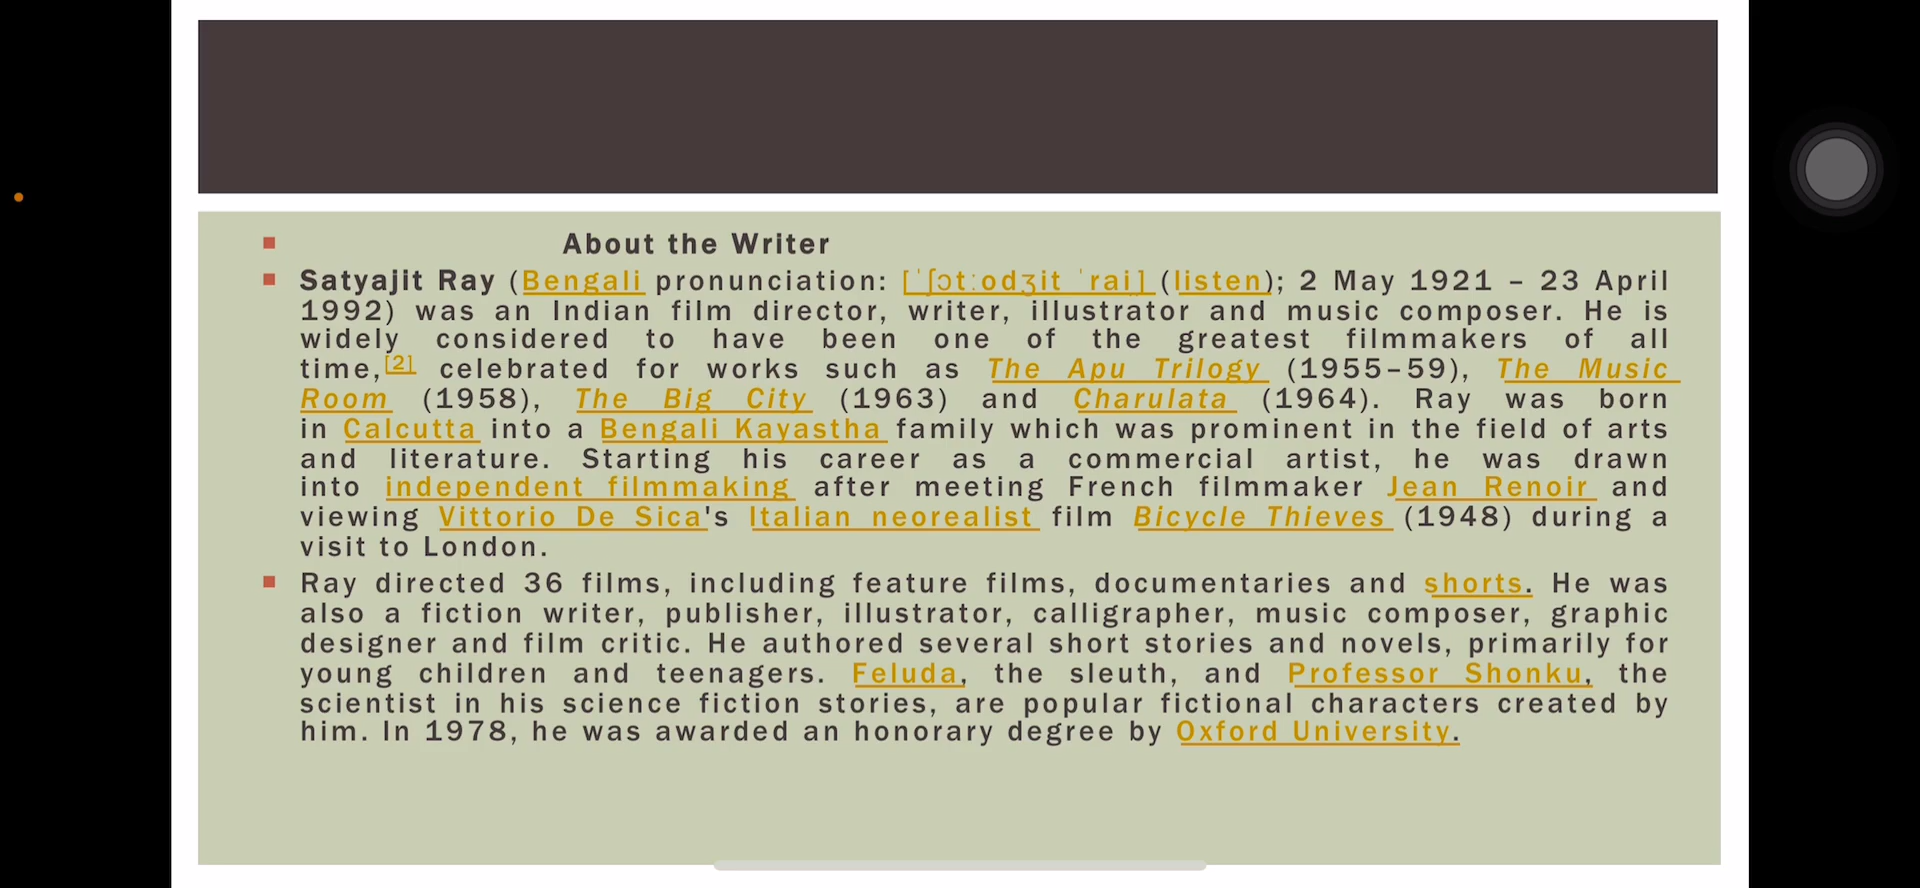 About the Writer
Satyajit Ray (Bengali pronunciation: [ˈʃɔtːodʒit ˈrai] (listen); 2 May 1921 – 23 April
1992) was an Indian film director, writer, illustrator and music composer. He is
widely considered to have been one of the greatest filmmakers of all
time,[2] celebrated for works such as The Apu Trilogy (1955–59), The Music
Room (1958), The Big City (1963) and Charulata (1964). Ray was born
in Calcutta into a Bengali Kayastha family which was prominent in the field of arts
and literature. Starting his career as a commercial artist, he was drawn
into independent filmmaking after meeting French filmmaker Jean Renoir and
viewing Vittorio De Sica's Italian neorealist film Bicycle Thieves (1948) during a
visit to London.
Ray directed 36 films, including feature films, documentaries and shorts. He was
also a fiction writer, publisher, illustrator, calligrapher, music composer, graphic
designer and film critic. He authored several short stories and novels, primarily for
young children and teenagers. Feluda, the sleuth, and Professor Shonku, the
scientist in his science fiction stories, are popular fictional characters created by
him. In 1978, he was awarded an honorary degree by Oxford University.